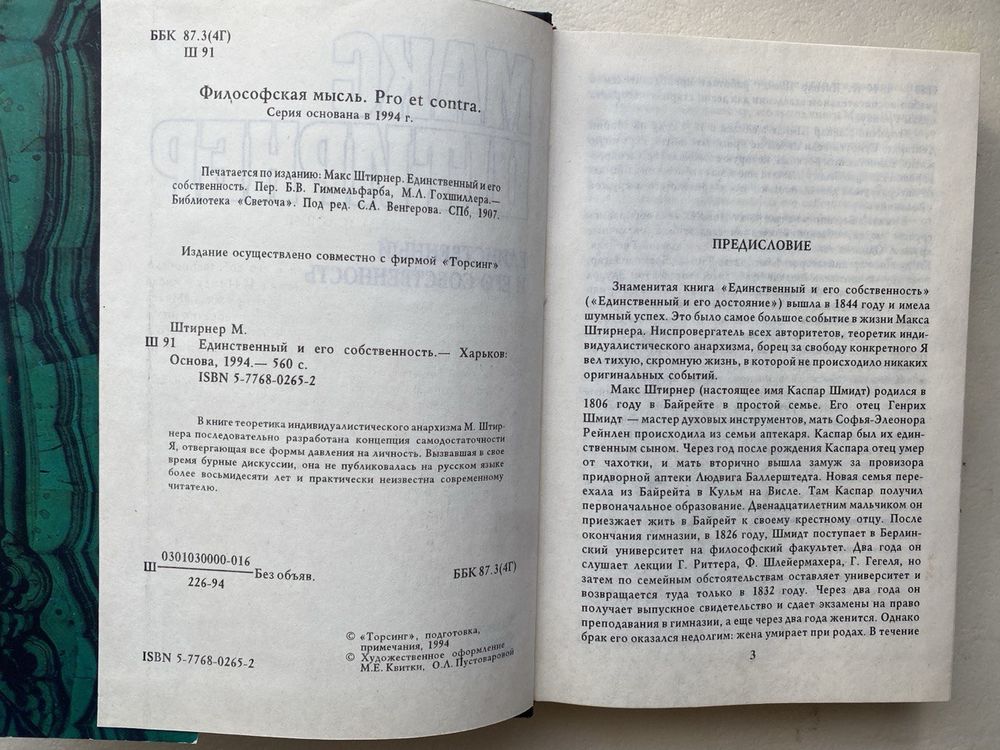 ББК 87.3(4Г)
Ш 91
Философская мысль. Pro et contra.
Серия основана в 1994 г.
Печатается по изданию: Макс Штирнер. Единственный и его
собственность. Пер. Б.В. Гиммельфарба, М.Л. Гохшиллера.—
Библиотека «Светоча». Под ред. С.А. Венгерова. СПб, 1907.
Издание осуществлено совместно с фирмой «Торсинг»
Штирнер М.
Ш 91 Единственный и его собственность.— Харьков:
Основа, 1994.— 560 с.
ISBN 5-7768-0265-2
В книге теоретика индивидуалистического анархизма М. Штир-
нера последовательно разработана концепция самодостаточности
Я, отвергающая все формы давления на личность. Вызвавшая в свое
время бурные дискуссии, она не публиковалась на русском языке
более восьмидесяти лет и практически неизвестна современному
читателю.
Ш 0301030000-016
226-94 Без объяв.
ББК 87.3(4Г)
© «Торсинг», подготовка,
примечания, 1994
© Художественное оформление
М.Е. Квитки, О.Л. Пустоваровой
ISBN 5-7768-0265-2
ПРЕДИСЛОВИЕ
Знаменитая книга «Единственный и его собственность»
(«Единственный и его достояние») вышла в 1844 году и имела
шумный успех. Это было самое большое событие в жизни Макса
Штирнера. Ниспровергатель всех авторитетов, теоретик инди-
видуалистического анархизма, борец за свободу конкретного Я
вел тихую, скромную жизнь, в которой не происходило никаких
оригинальных событий.
Макс Штирнер (настоящее имя Каспар Шмидт) родился в
1806 году в Байрейте в простой семье. Его отец Генрих
Шмидт — мастер духовых инструментов, мать Софья-Элеонора
Рейнлен происходила из семьи аптекаря. Каспар был их един-
ственным сыном. Через год после рождения Каспара отец умер
от чахотки, и мать вторично вышла замуж за провизора
придворной аптеки Людвига Баллерштедта. Новая семья пере-
ехала из Байрейта в Кульм на Висле. Там Каспар получил
первоначальное образование. Двенадцатилетним мальчиком он
приезжает жить в Байрейт к своему крестному отцу. После
окончания гимназии, в 1826 году, Шмидт поступает в Берлин-
ский университет на философский факультет. Два года он
слушает лекции Г. Риттера, Ф. Шлейермахера, Г. Гегеля, но
затем по семейным обстоятельствам оставляет университет и
возвращается туда только в 1832 году. Через два года он
получает выпускное свидетельство и сдает экзамены на право
преподавания в гимназии, а еще через два года женится. Однако
брак его оказался недолгим: жена умирает при родах. В течение
3